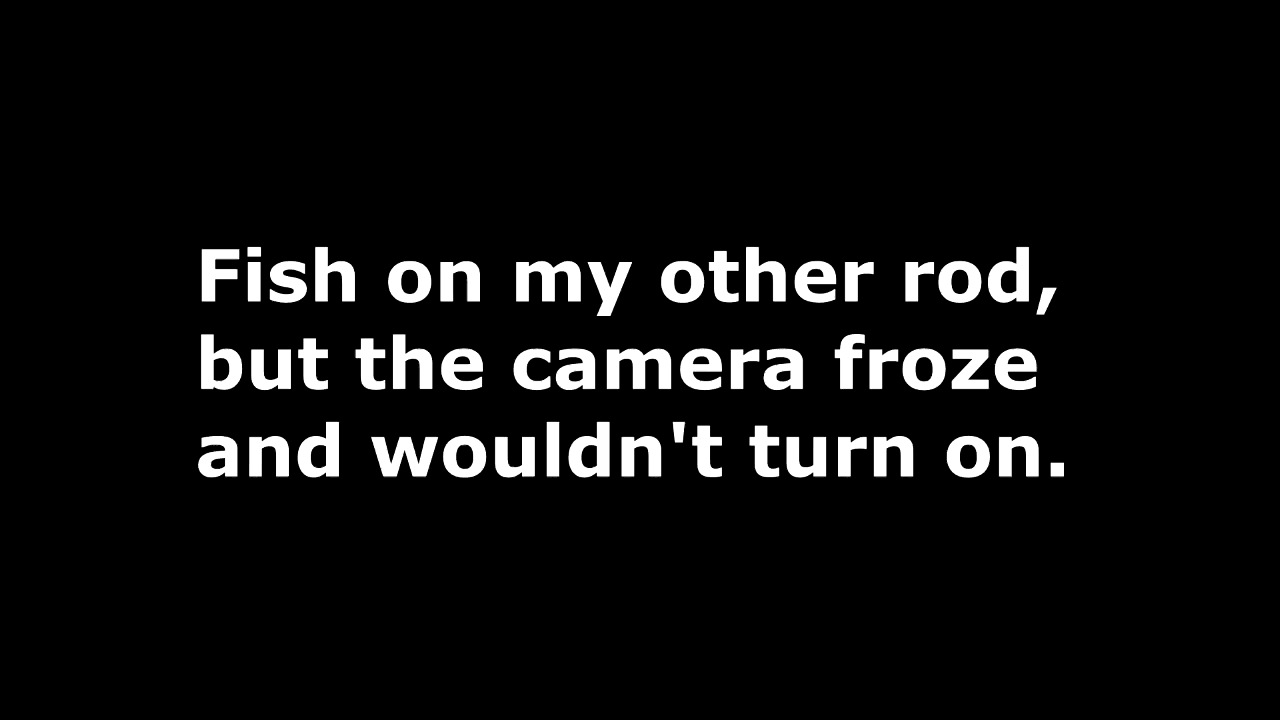 Fish on my other rod,
but the camera froze
and wouldn't turn on.